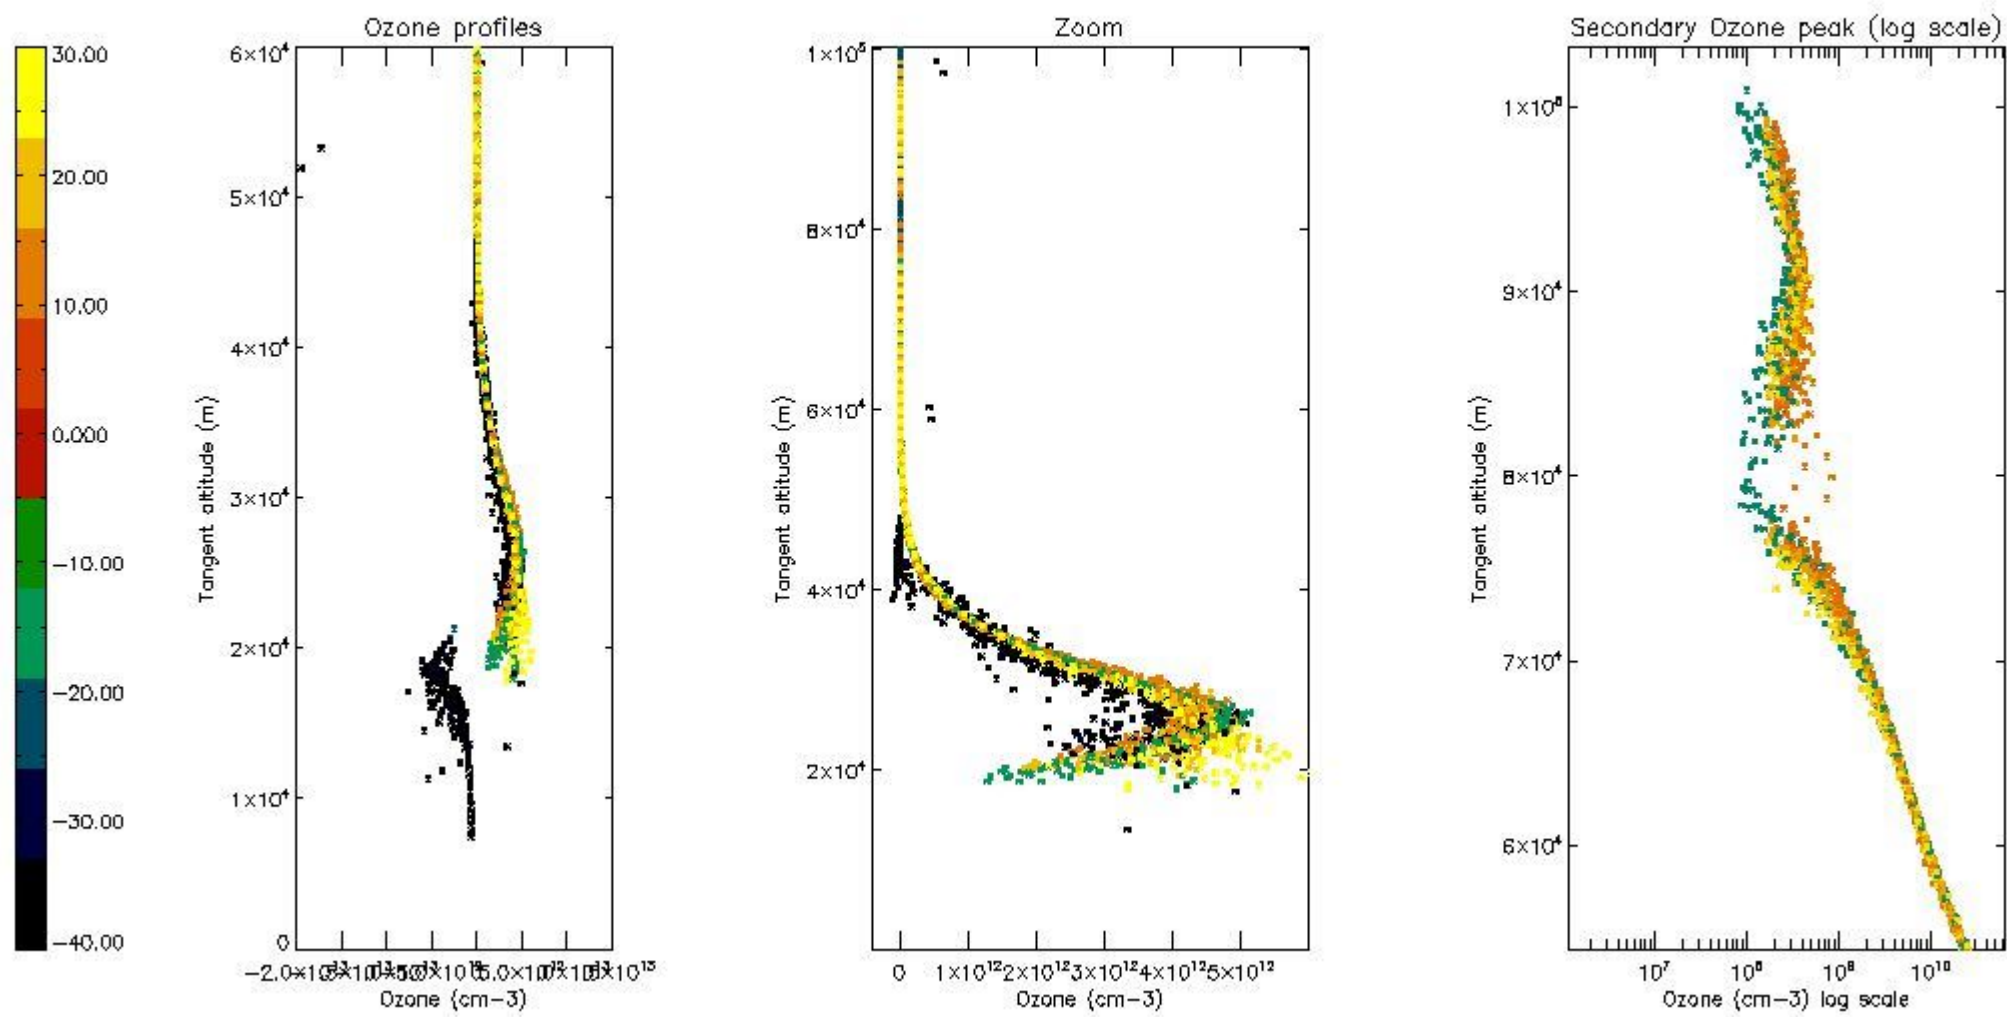 Ozone profiles
Zoom
Secondary Ozone peak (log scale)
30.00
20.00
10.00
0.000
−10.00
−20.00
−30.00
−40.00
6×10⁴
5×10⁴
4×10⁴
3×10⁴
2×10⁴
1×10⁴
0
Tangent altitude (m)
Ozone (cm−3)
1×10⁵
8×10⁴
6×10⁴
4×10⁴
2×10⁴
Tangent altitude (m)
0 1×10¹² 2×10¹² 3×10¹² 4×10¹² 5×10¹²
Ozone (cm−3)
1×10⁵
9×10⁴
8×10⁴
7×10⁴
6×10⁴
Tangent altitude (m)
10⁷ 10⁸ 10⁹ 10¹⁰
Ozone (cm−3) log scale